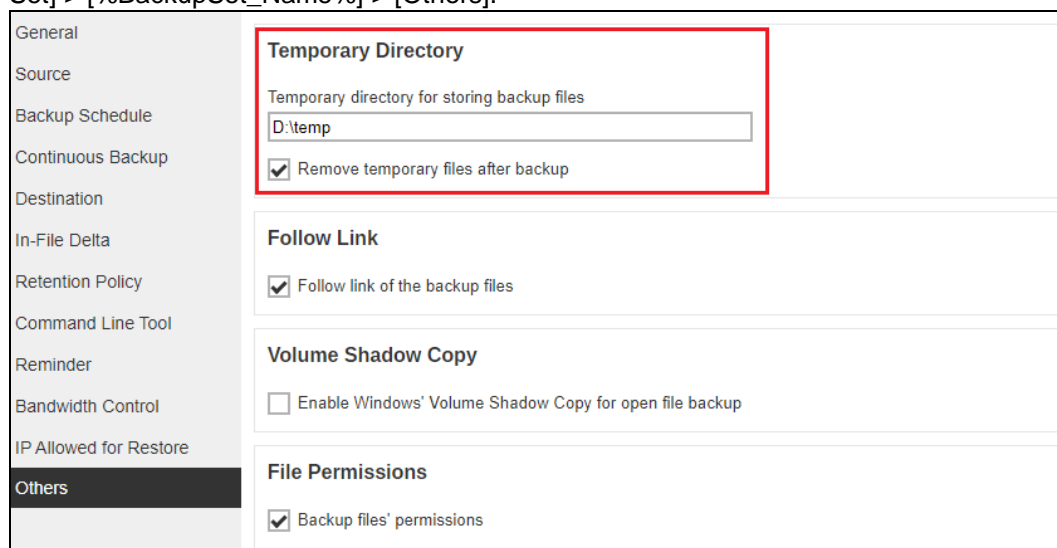 Set] > [%BackupSet_Name%] > [Others].
General
Source
Backup Schedule
Continuous Backup
Destination
In-File Delta
Retention Policy
Command Line Tool
Reminder
Bandwidth Control
IP Allowed for Restore
Others
Temporary Directory
Temporary directory for storing backup files
D:\temp
Remove temporary files after backup
Follow Link
Follow link of the backup files
Volume Shadow Copy
Enable Windows' Volume Shadow Copy for open file backup
File Permissions
Backup files' permissions